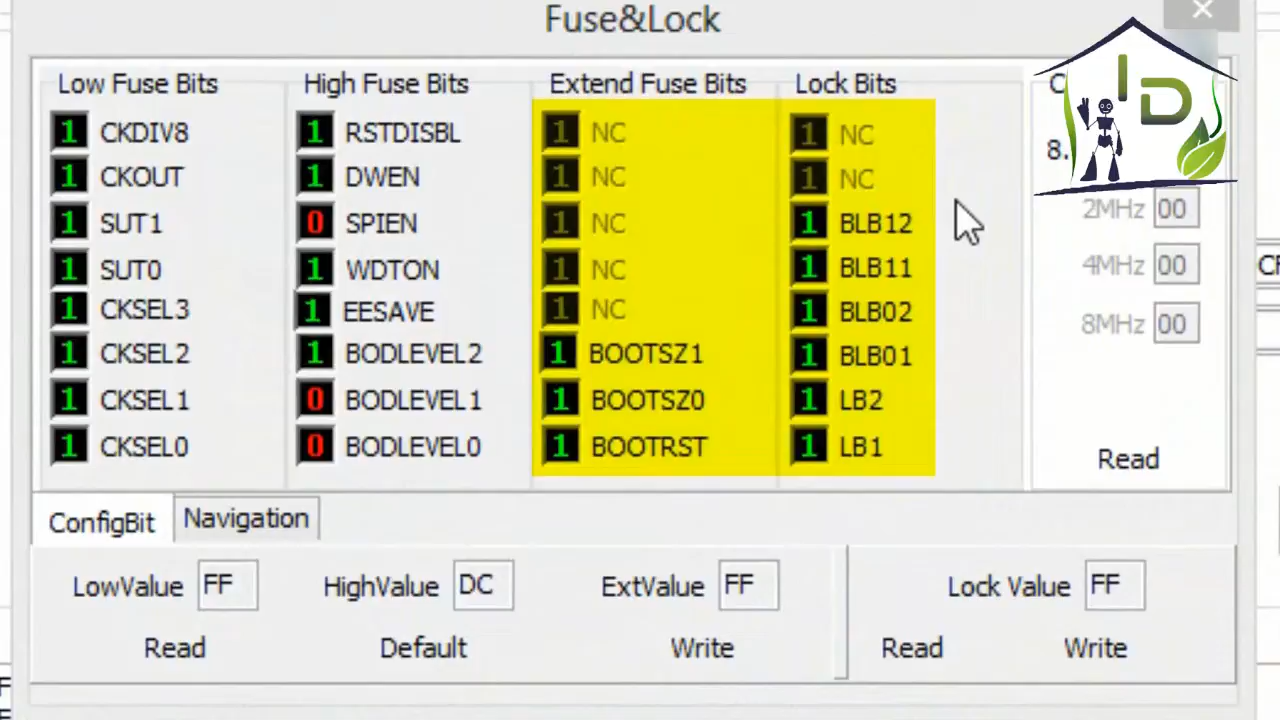 Fuse&Lock
Low Fuse Bits High Fuse Bits Extend Fuse Bits Lock Bits
1 CKDIV8 1 RSTDISBL 1 NC 1 NC
1 CKOUT 1 DWEN 1 NC 1 NC
1 SUT1 0 SPIEN 1 NC 1 BLB12
1 SUT0 1 WDTON 1 NC 1 BLB11
1 CKSEL3 1 EESAVE 1 NC 1 BLB02
1 CKSEL2 1 BODLEVEL2 1 BOOTSZ1 1 BLB01
1 CKSEL1 0 BODLEVEL1 1 BOOTSZ0 1 LB2
1 CKSEL0 0 BODLEVEL0 1 BOOTRST 1 LB1
ID
8.
2MHz 00
4MHz 00
8MHz 00
Read
ConfigBit Navigation
LowValue FF HighValue DC ExtValue FF Lock Value FF
Read Default Write Read Write